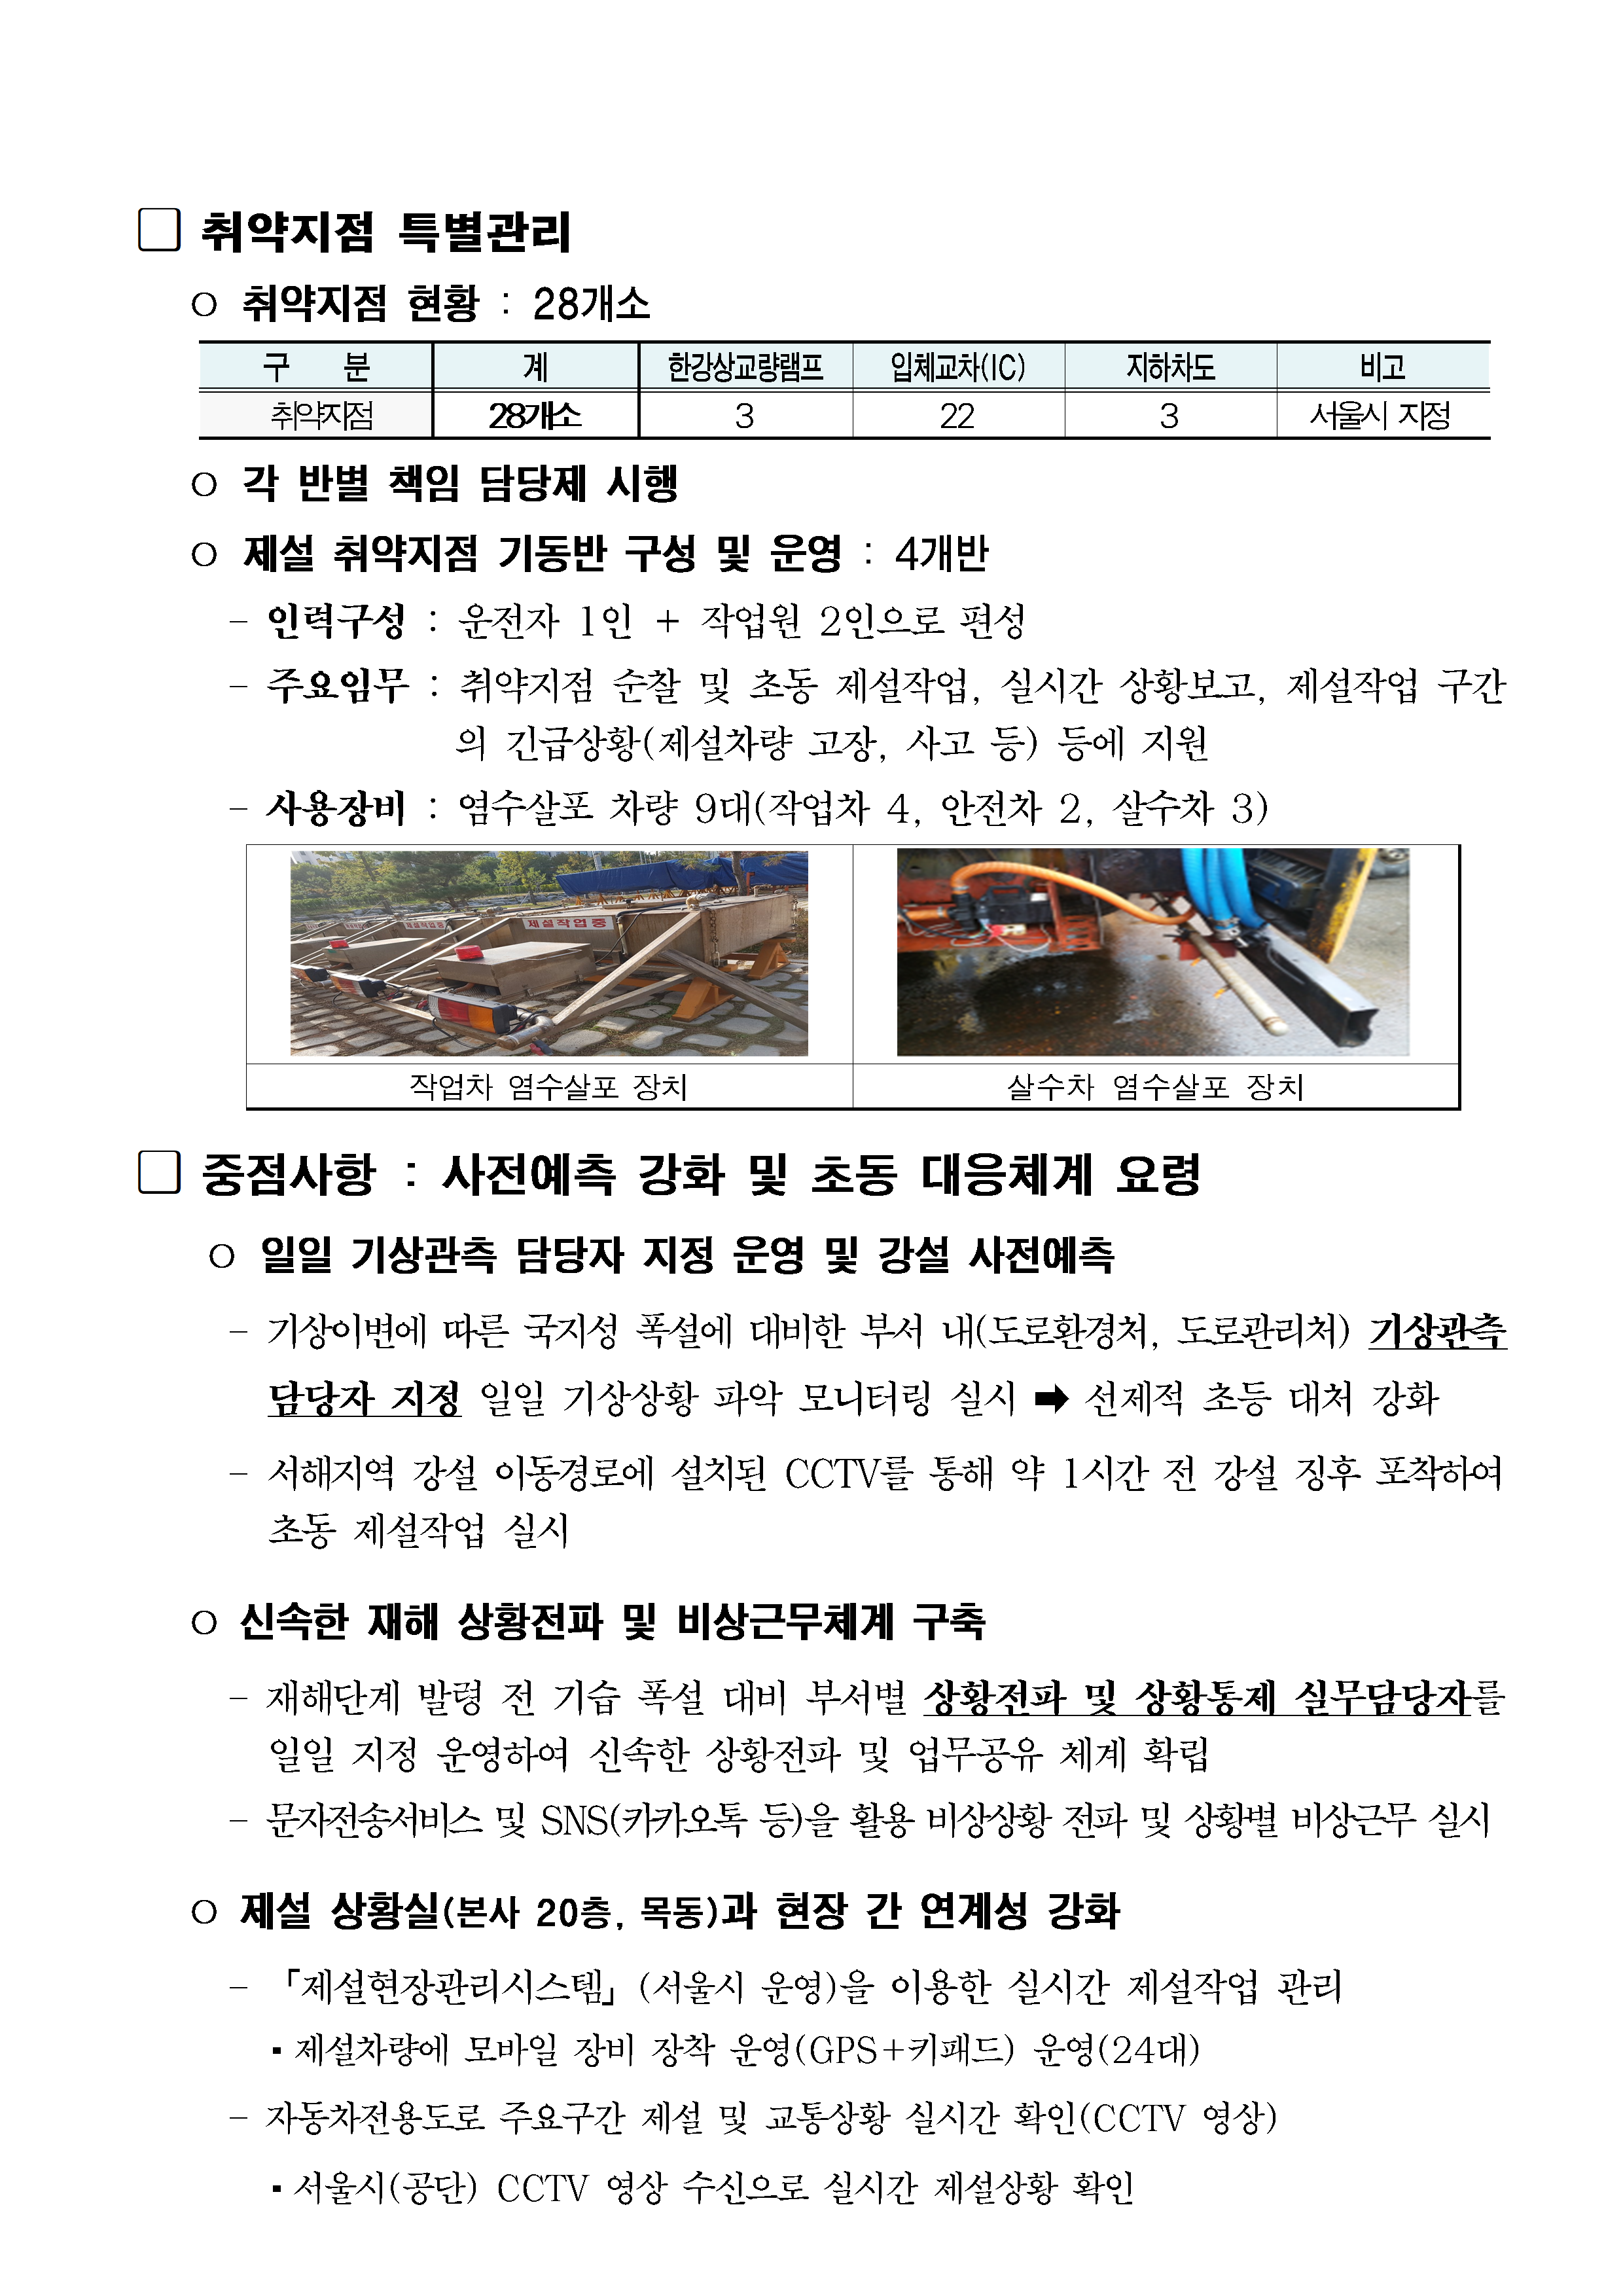 □ 취약지점 특별관리
○ 취약지점 현황 : 28개소
구 분 계 한강상교량램프 입체교차(IC) 지하차도 비고
취약지점 28개소 3 22 3 서울시 지정
○ 각 반별 책임 담당제 시행
○ 제설 취약지점 기동반 구성 및 운영 : 4개반
- 인력구성 : 운전자 1인 + 작업원 2인으로 편성
- 주요임무 : 취약지점 순찰 및 초동 제설작업, 실시간 상황보고, 제설작업 구간
의 긴급상황(제설차량 고장, 사고 등) 등에 지원
- 사용장비 : 염수살포 차량 9대(작업차 4, 안전차 2, 살수차 3)
제설작업중
제설작업중
작업차 염수살포 장치 살수차 염수살포 장치
□ 중점사항 : 사전예측 강화 및 초동 대응체계 요령
○ 일일 기상관측 담당자 지정 운영 및 강설 사전예측
- 기상이변에 따른 국지성 폭설에 대비한 부서 내(도로환경처, 도로관리처) 기상관측
담당자 지정 일일 기상상황 파악 모니터링 실시 ➡ 선제적 초등 대처 강화
- 서해지역 강설 이동경로에 설치된 CCTV를 통해 약 1시간 전 강설 징후 포착하여
초동 제설작업 실시
○ 신속한 재해 상황전파 및 비상근무체계 구축
- 재해단계 발령 전 기습 폭설 대비 부서별 상황전파 및 상황통제 실무담당자를
일일 지정 운영하여 신속한 상황전파 및 업무공유 체계 확립
- 문자전송서비스 및 SNS(카카오톡 등)을 활용 비상상황 전파 및 상황별 비상근무 실시
○ 제설 상황실(본사 20층, 목동)과 현장 간 연계성 강화
- 「제설현장관리시스템」(서울시 운영)을 이용한 실시간 제설작업 관리
▪ 제설차량에 모바일 장비 장착 운영(GPS+키패드) 운영(24대)
- 자동차전용도로 주요구간 제설 및 교통상황 실시간 확인(CCTV 영상)
▪ 서울시(공단) CCTV 영상 수신으로 실시간 제설상황 확인